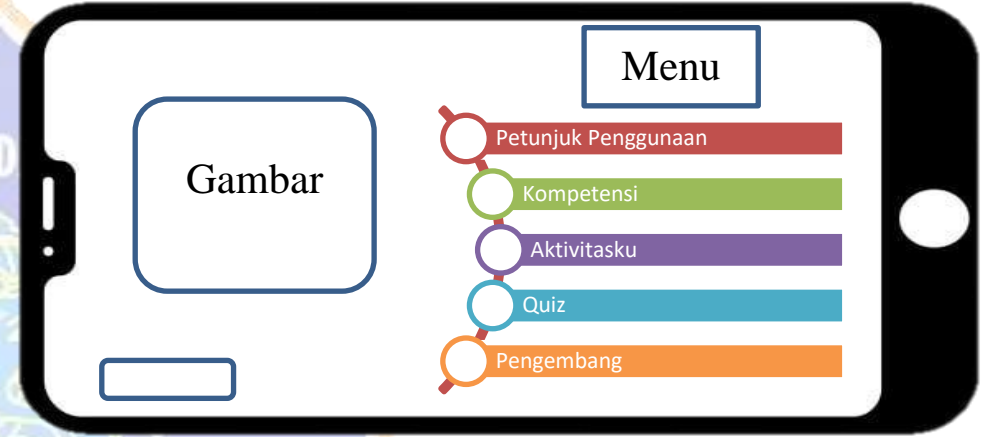 Menu
Gambar
Petunjuk Penggunaan
Kompetensi
Aktivitasku
Quiz
Pengembang